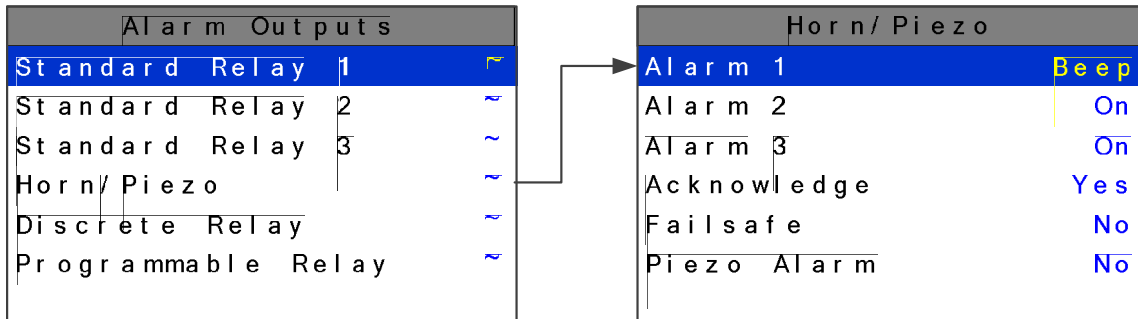 Alarm Outputs
Standard Relay 1 ~
Standard Relay 2 ~
Standard Relay 3 ~
Horn/Piezo ~
Discrete Relay ~
Programmable Relay ~
Horn/Piezo
Alarm 1 Beep
Alarm 2 On
Alarm 3 On
Acknowledge Yes
Failsafe No
Piezo Alarm No